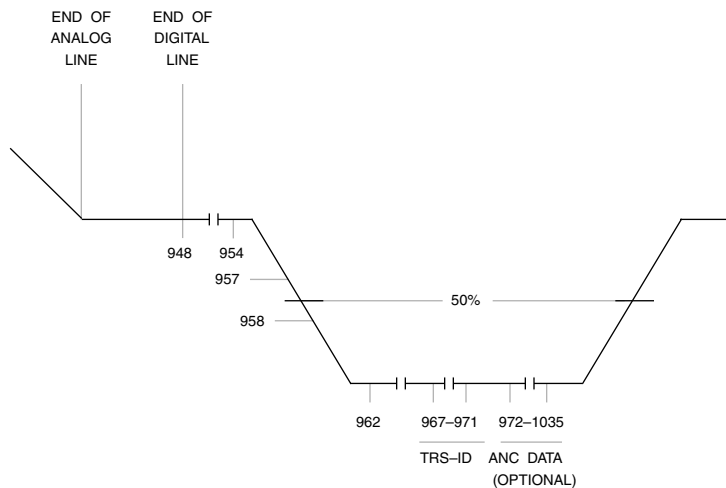 END OF
ANALOG
LINE
END OF
DIGITAL
LINE
948
954
957
50%
958
962
967–971
972–1035
TRS–ID
ANC DATA
(OPTIONAL)